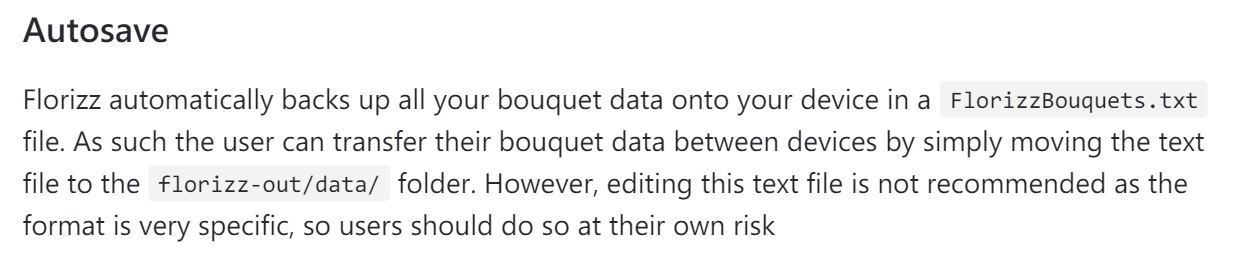 Autosave
Florizz automatically backs up all your bouquet data onto your device in a FlorizzBouquets.txt
file. As such the user can transfer their bouquet data between devices by simply moving the text
file to the florizz-out/data/ folder. However, editing this text file is not recommended as the
format is very specific, so users should do so at their own risk